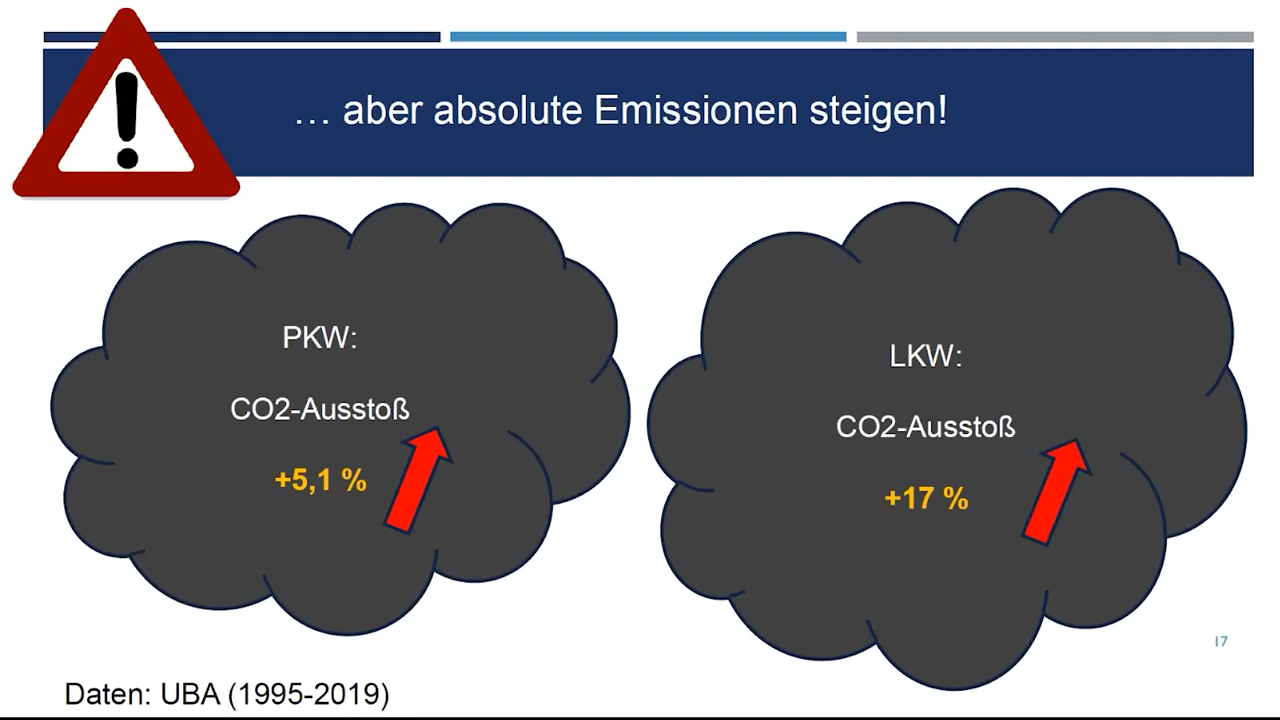 … aber absolute Emissionen steigen!
PKW:
CO2-Ausstoß
+5,1 %
LKW:
CO2-Ausstoß
+17 %
17
Daten: UBA (1995-2019)